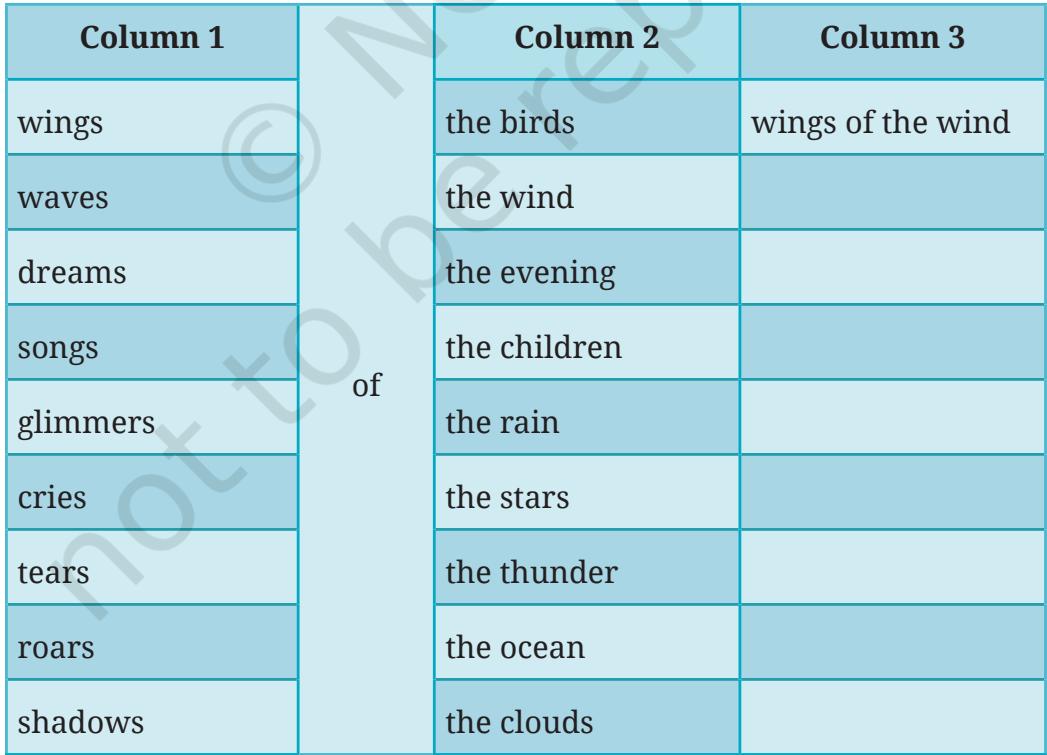 Column 1 Column 2 Column 3
wings the birds wings of the wind
waves the wind
dreams the evening
songs the children
of
glimmers the rain
cries the stars
tears the thunder
roars the ocean
shadows the clouds
© N
not to be rep